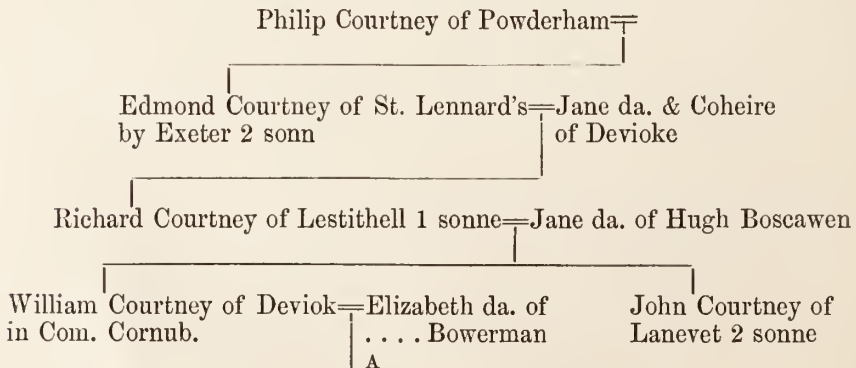 Philip Courtney of Powderham
Edmond Courtney of St. Lennard's=Jane da. & Coheire
by Exeter 2 sonn of Devioke
Richard Courtney of Lestithell 1 sonne=Jane da. of Hugh Boscawen
William Courtney of Deviok=Elizabeth da. of John Courtney of
in Com. Cornub. . . . . Bowerman Lanevet 2 sonne
A